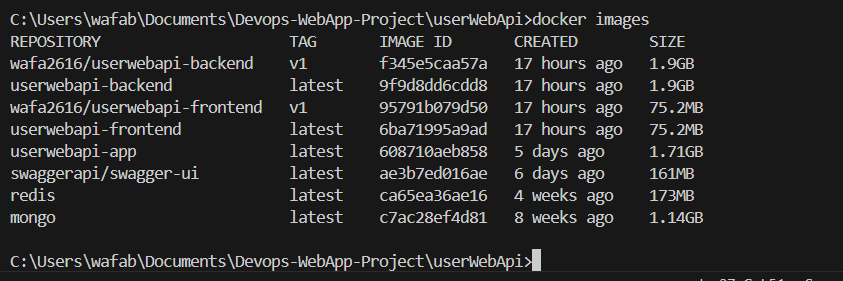 C:\Users\wafab\Documents\Devops-WebApp-Project\userWebApi>docker images
REPOSITORY TAG IMAGE ID CREATED SIZE
wafa2616/userwebapi-backend v1 f345e5caa57a 17 hours ago 1.9GB
userwebapi-backend latest 9f9d8dd6cdd8 17 hours ago 1.9GB
wafa2616/userwebapi-frontend v1 95791b079d50 17 hours ago 75.2MB
userwebapi-frontend latest 6ba71995a9ad 17 hours ago 75.2MB
userwebapi-app latest 608710aeb858 5 days ago 1.71GB
swaggerapi/swagger-ui latest ae3b7ed016ae 6 days ago 161MB
redis latest ca65ea36ae16 4 weeks ago 173MB
mongo latest c7ac28ef4d81 8 weeks ago 1.14GB
C:\Users\wafab\Documents\Devops-WebApp-Project\userWebApi>